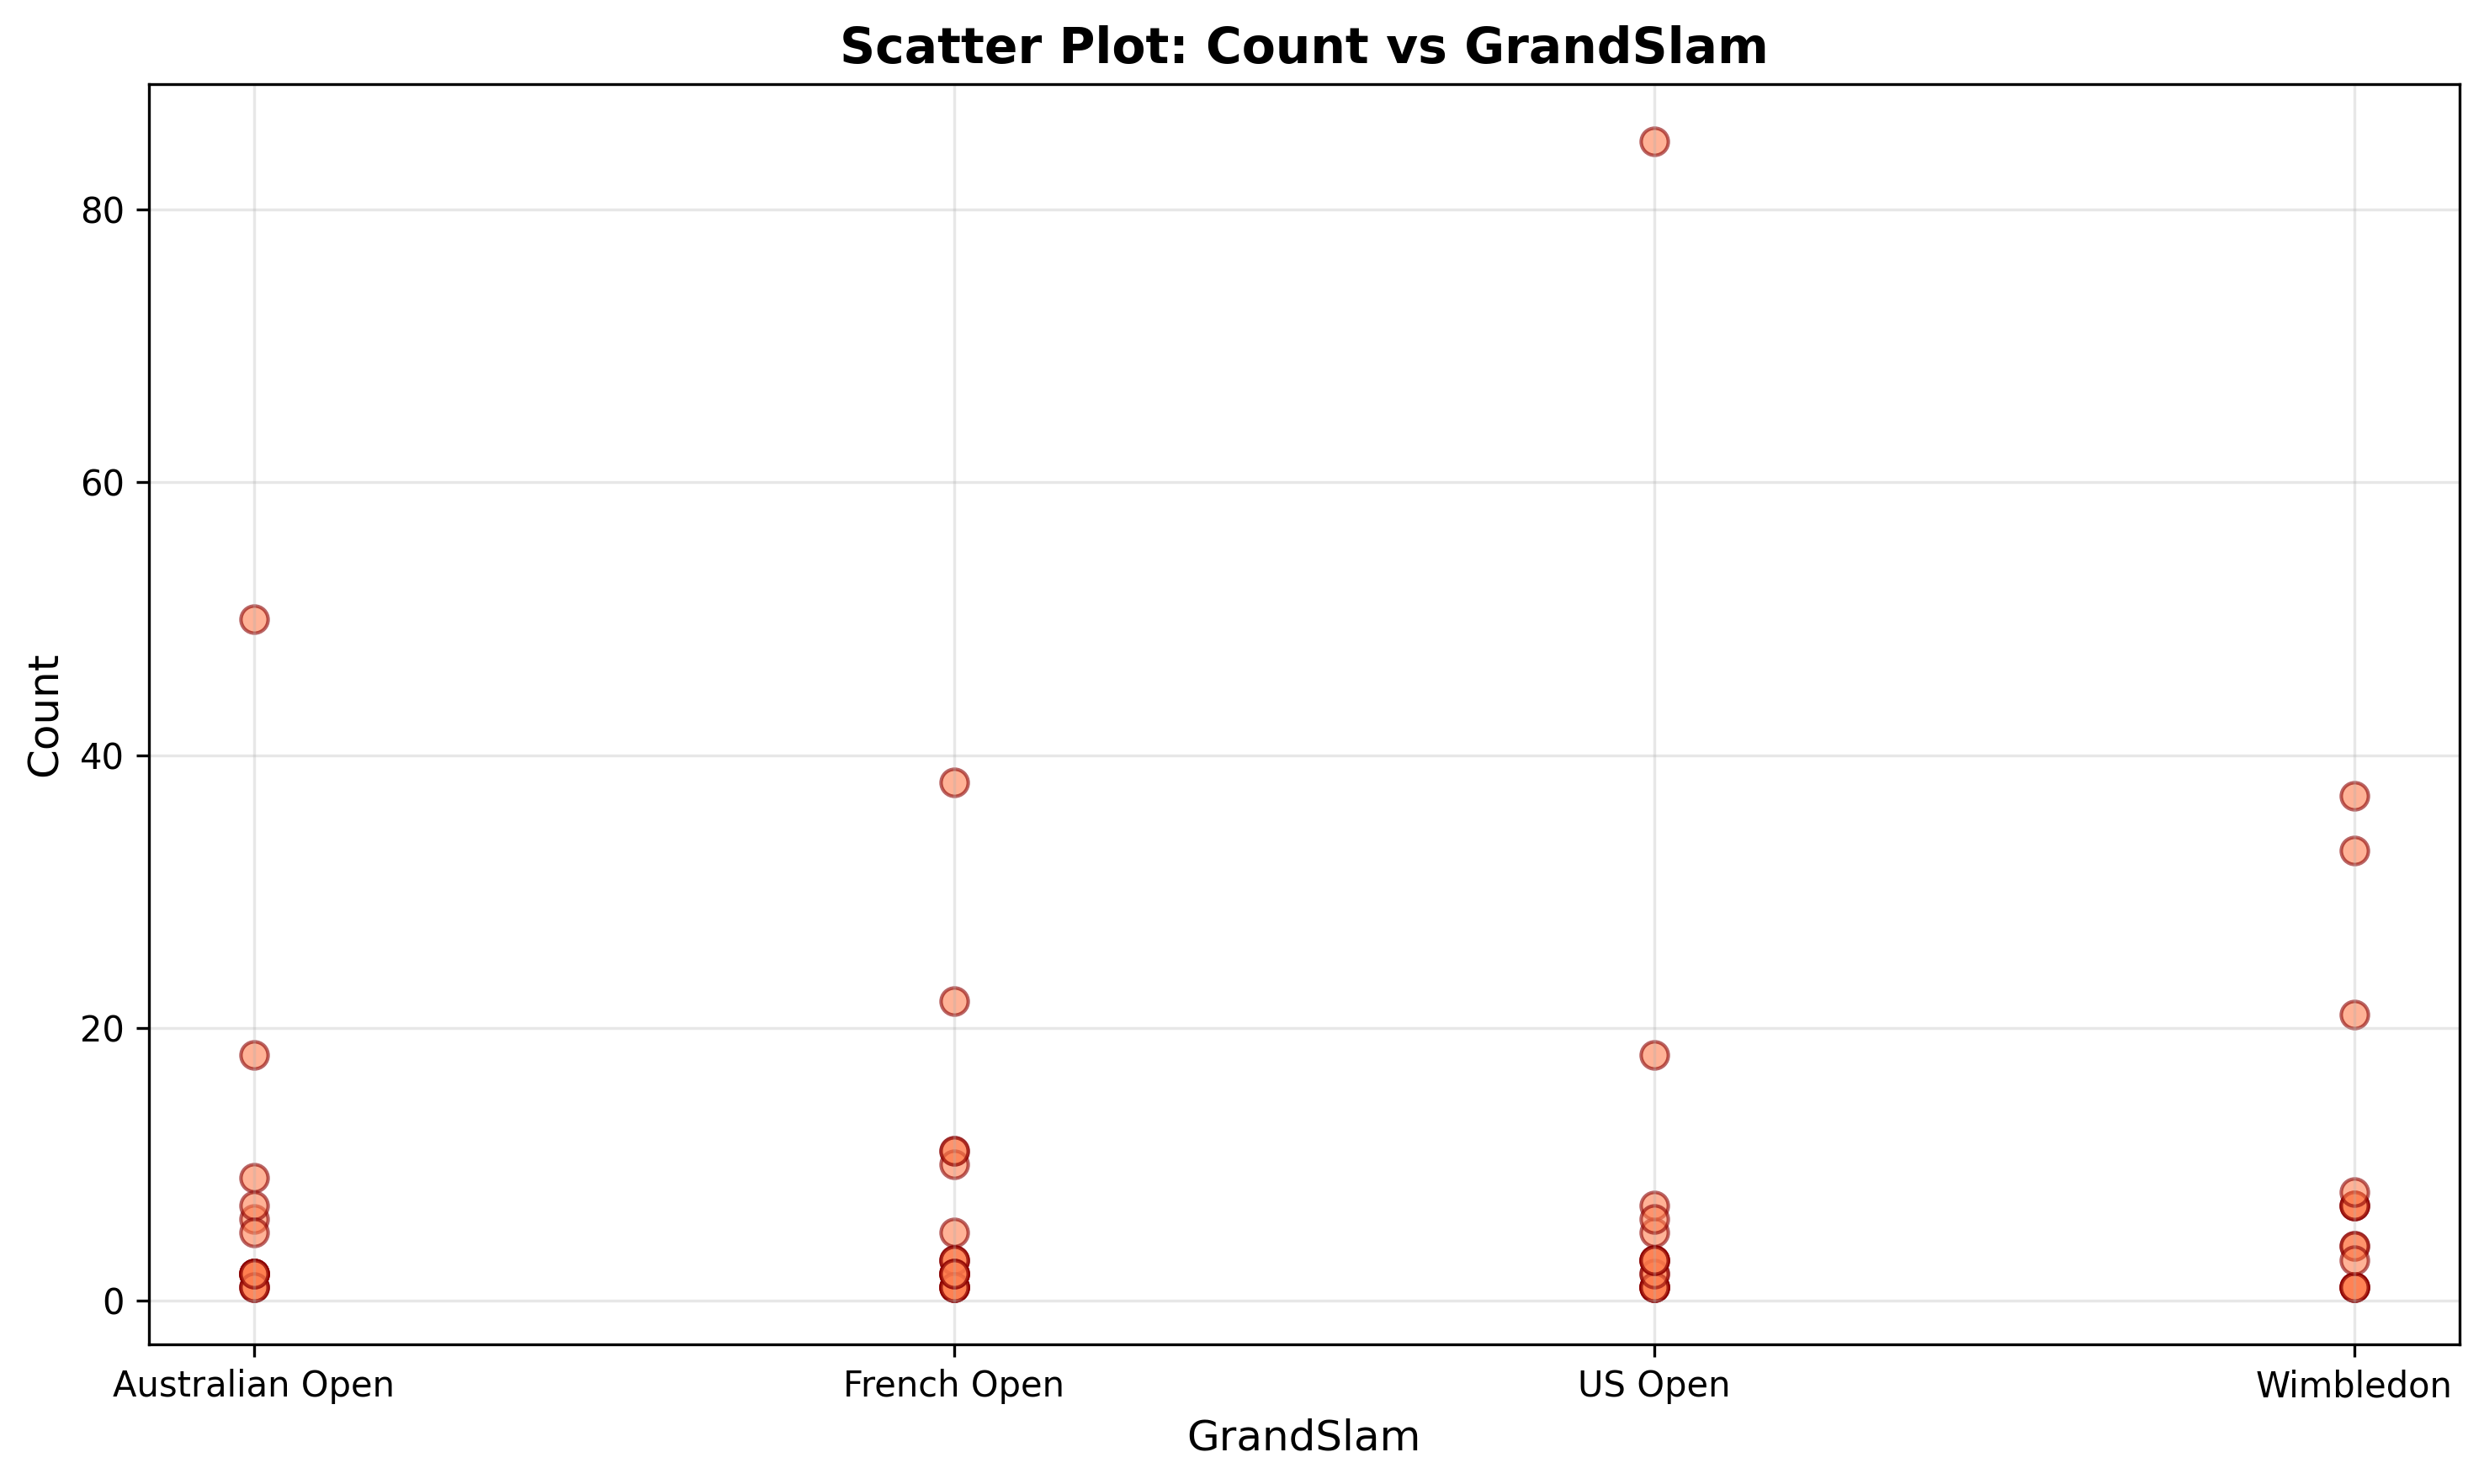 Scatter Plot: Count vs GrandSlam
Count
80
60
40
20
0
Australian Open
French Open
US Open
Wimbledon
GrandSlam